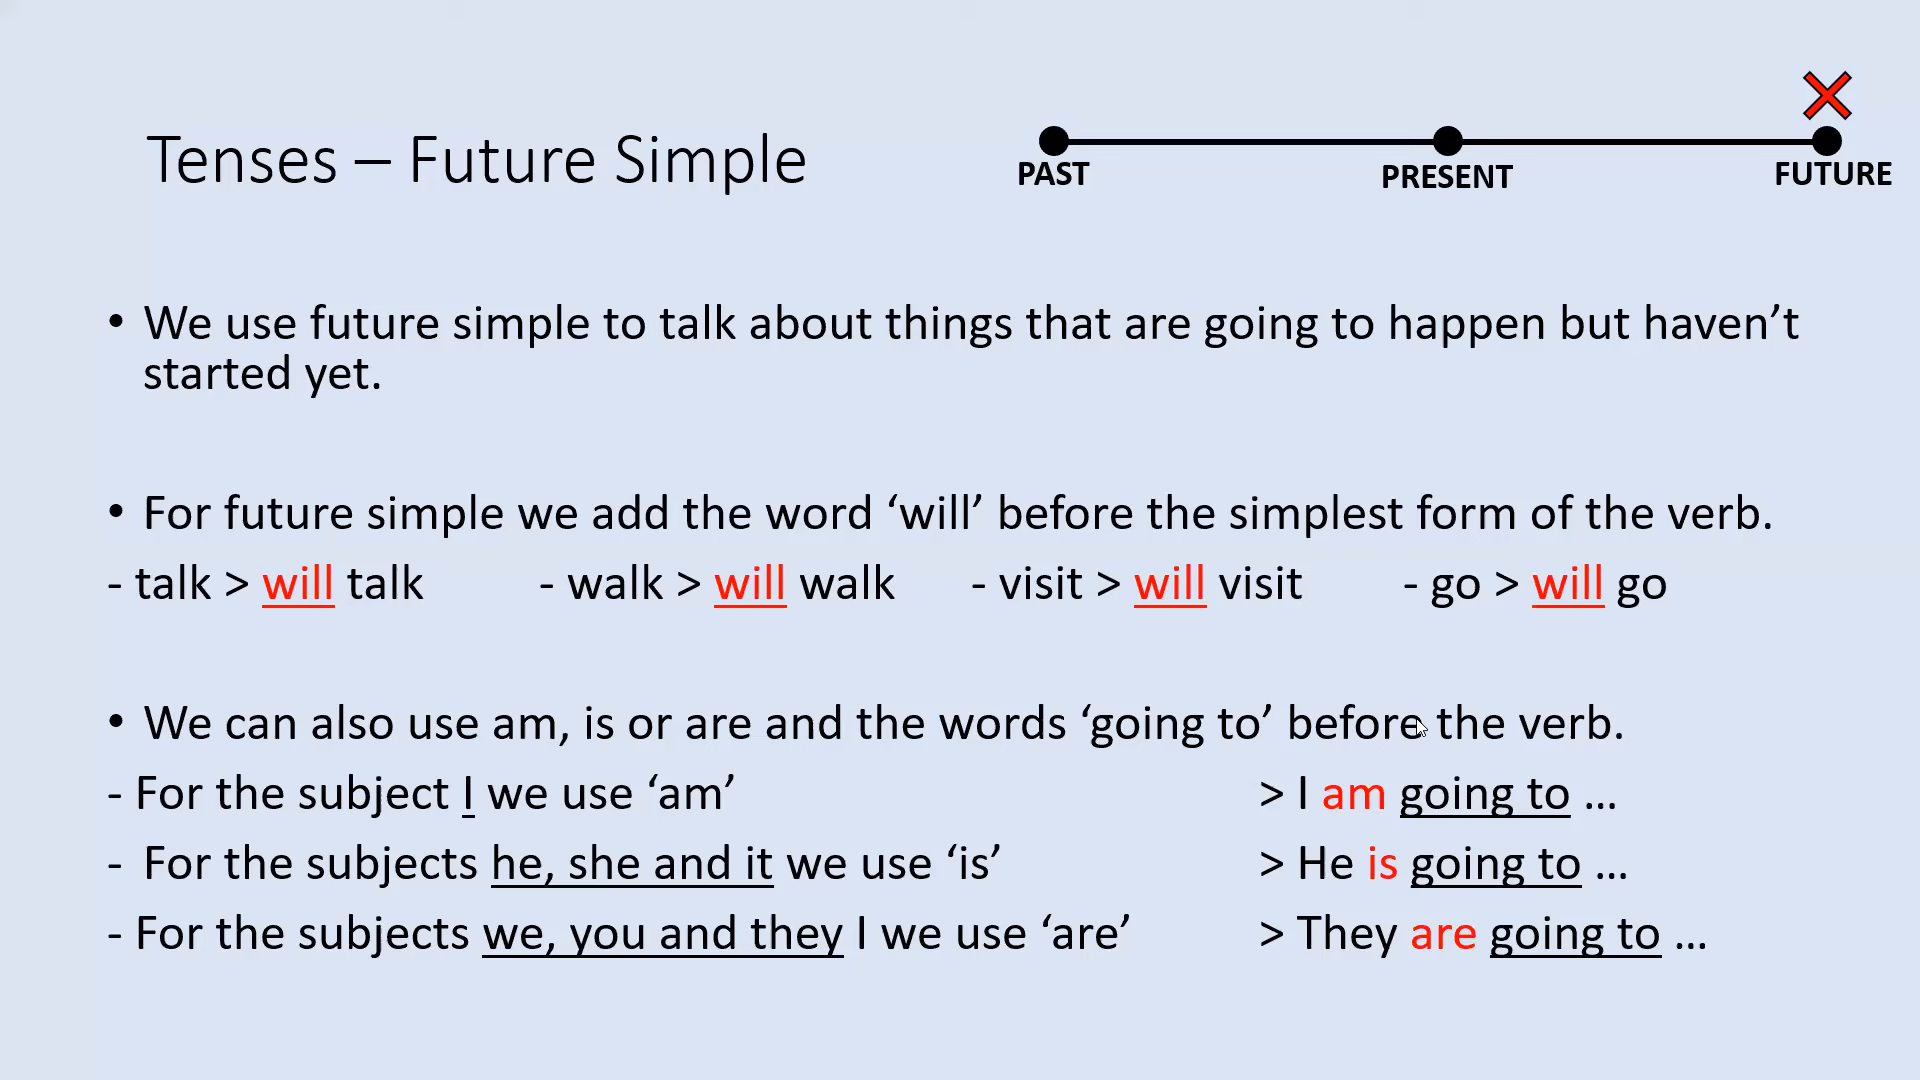 Tenses – Future Simple
PAST
PRESENT
FUTURE
• We use future simple to talk about things that are going to happen but haven’t
started yet.
• For future simple we add the word ‘will’ before the simplest form of the verb.
- talk > will talk - walk > will walk - visit > will visit - go > will go
• We can also use am, is or are and the words ‘going to’ before the verb.
- For the subject I we use ‘am’ > I am going to ...
- For the subjects he, she and it we use ‘is’ > He is going to ...
- For the subjects we, you and they I we use ‘are’ > They are going to ...